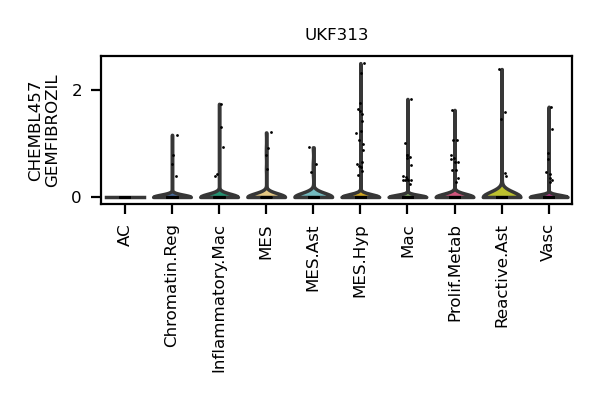 UKF313
CHEMBL457
GEMFIBROZIL
2
0
AC
Chromatin.Reg
Inflammatory.Mac
MES
MES.Ast
MES.Hyp
Mac
Prolif.Metab
Reactive.Ast
Vasc